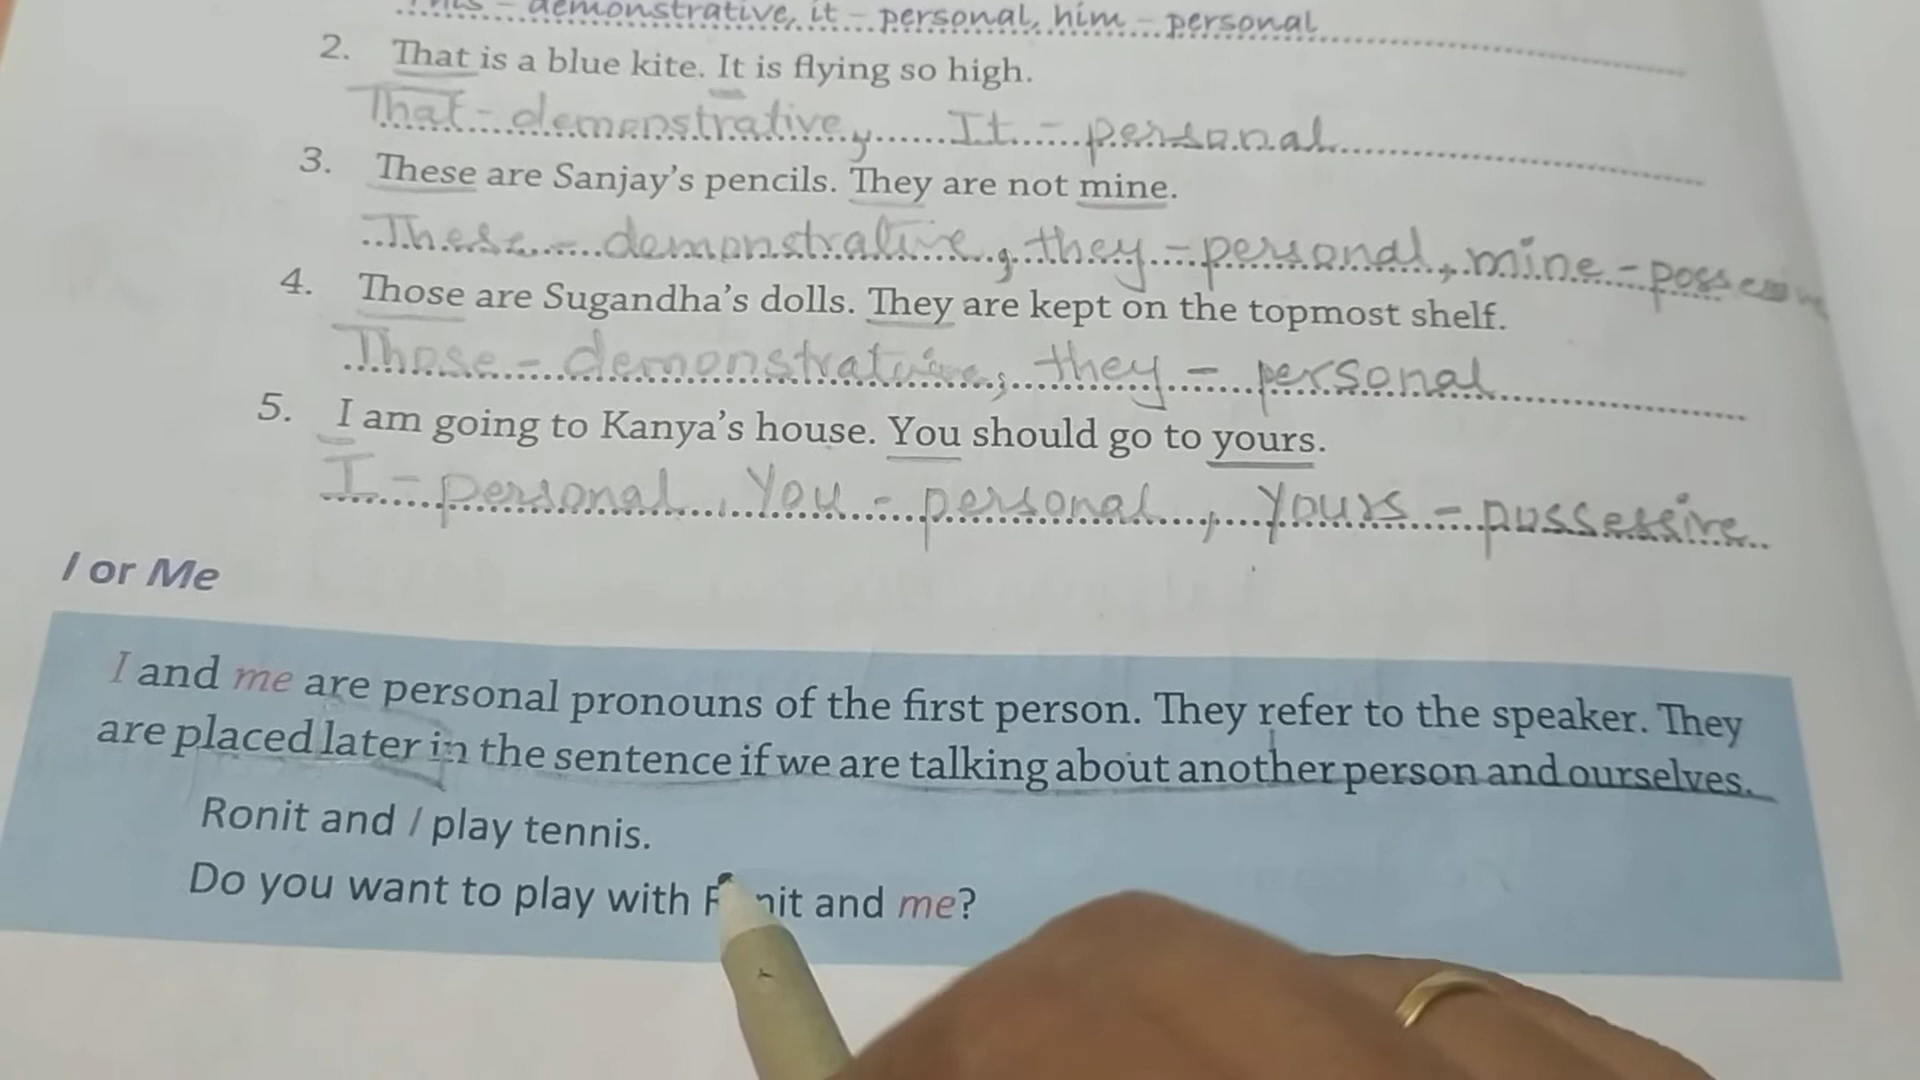 This – demonstrative, it – personal, him – personal
2. That is a blue kite. It is flying so high.
That - demonstrative, It - personal
3. These are Sanjay's pencils. They are not mine.
These - demonstrative, they - personal, mine - possessive
4. Those are Sugandha's dolls. They are kept on the topmost shelf.
Those - demonstrative, they - personal
5. I am going to Kanya's house. You should go to yours.
I - personal, You - personal, Yours - possessive
I or Me
I and me are personal pronouns of the first person. They refer to the speaker. They
are placed later in the sentence if we are talking about another person and ourselves.
Ronit and I play tennis.
Do you want to play with Ronit and me?